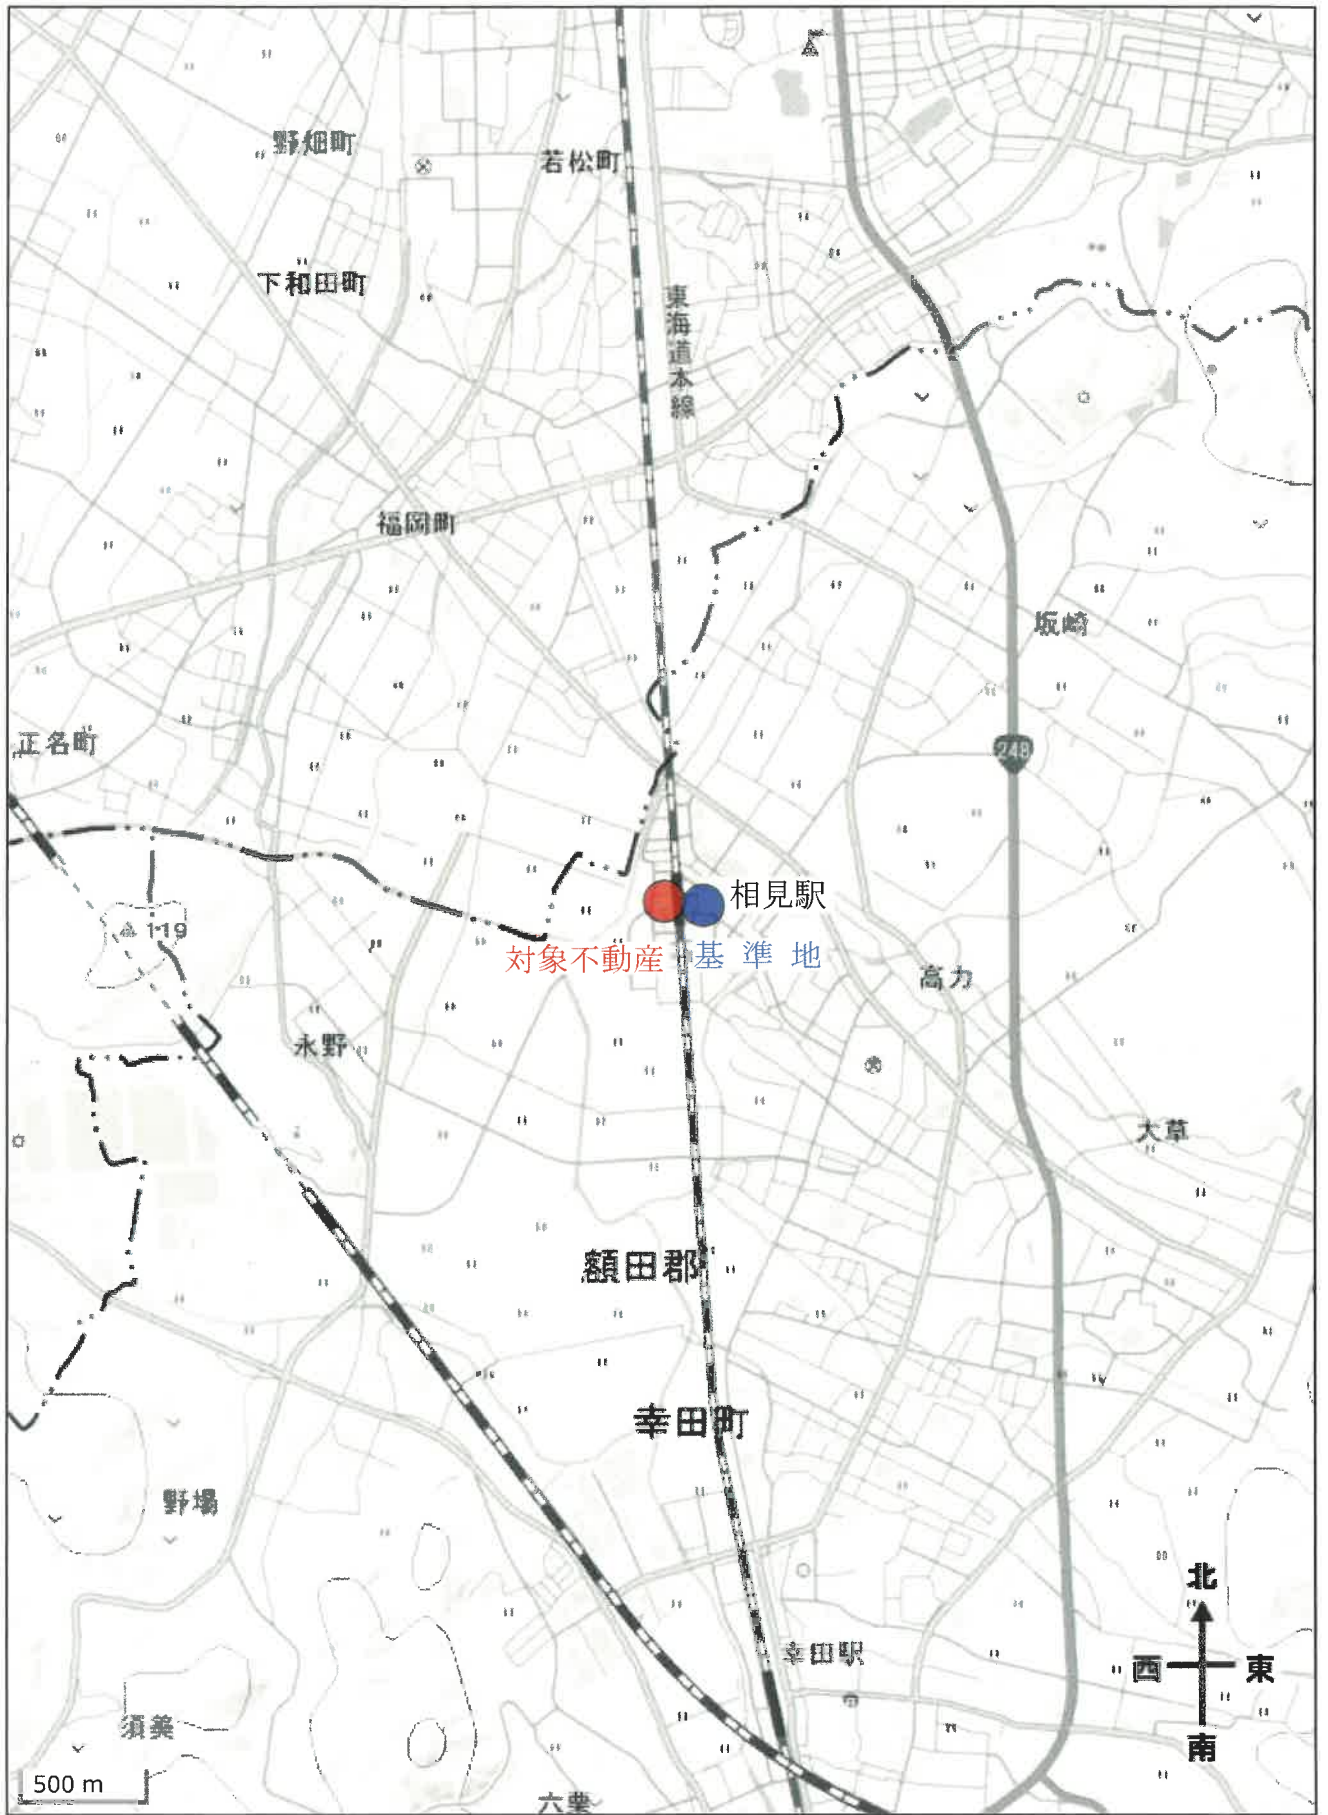 野畑町
若松町
下和田町
東海道本線
福岡町
坂崎
正名町
248
相見駅
119
対象不動産
基準地
高力
永野
大草
額田郡
幸田町
野場
北
西
東
南
幸田駅
須美
500 m
六栗